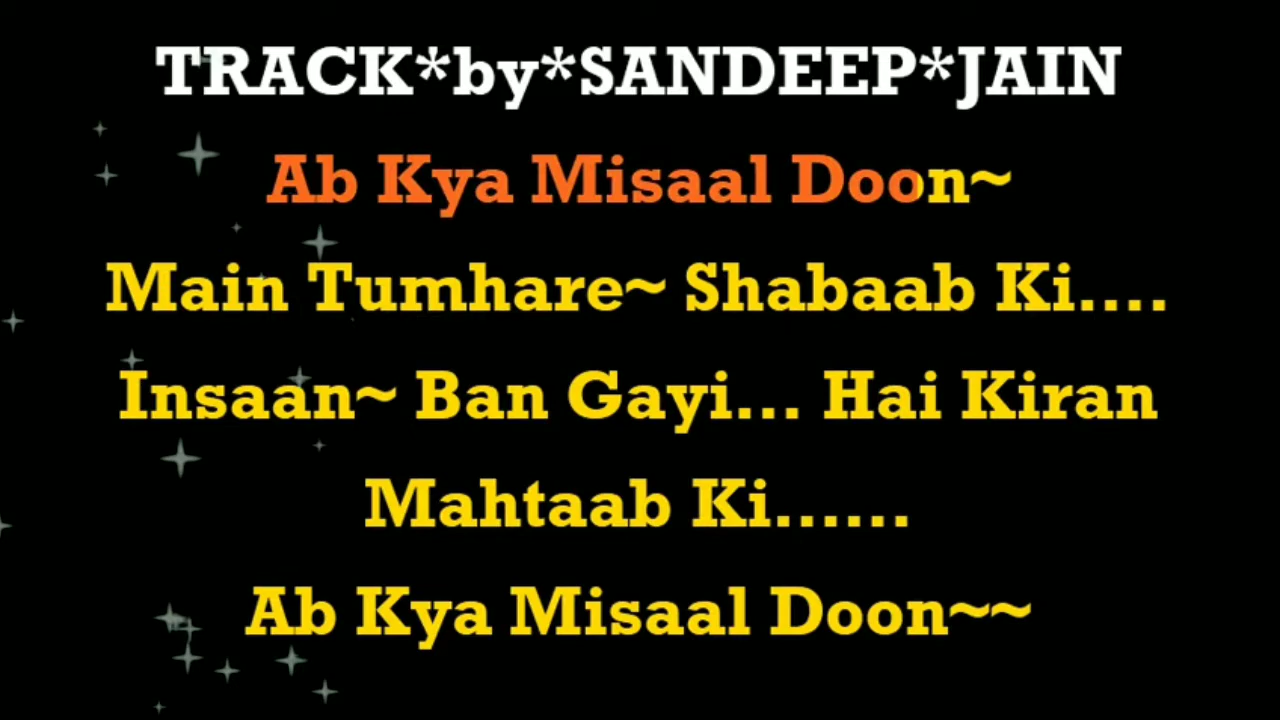 TRACK*by*SANDEEP*JAIN
Ab Kya Misaal Doon~
Main Tumhare~ Shabaab Ki....
Insaan~ Ban Gayi... Hai Kiran
Mahtaab Ki......
Ab Kya Misaal Doon~~